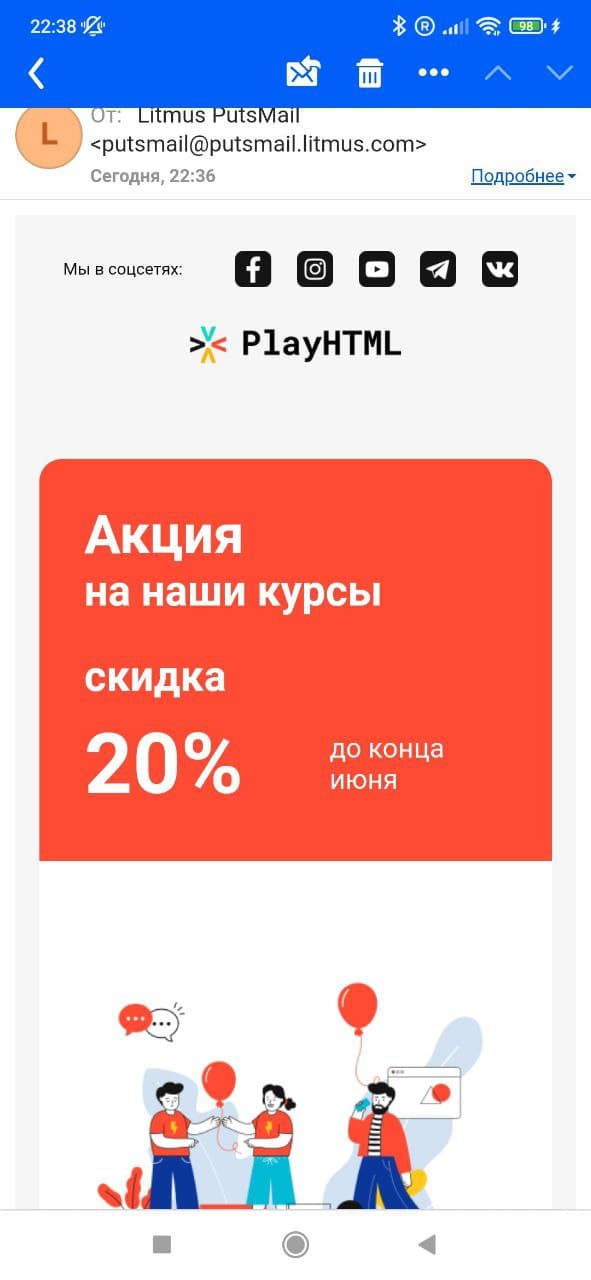 22:38
98
L
От: Litmus PutsMail
<putsmail@putsmail.litmus.com>
Сегодня, 22:36
Подробнее
Мы в соцсетях:
PlayHTML
Акция
на наши курсы
скидка
20%
до конца
июня